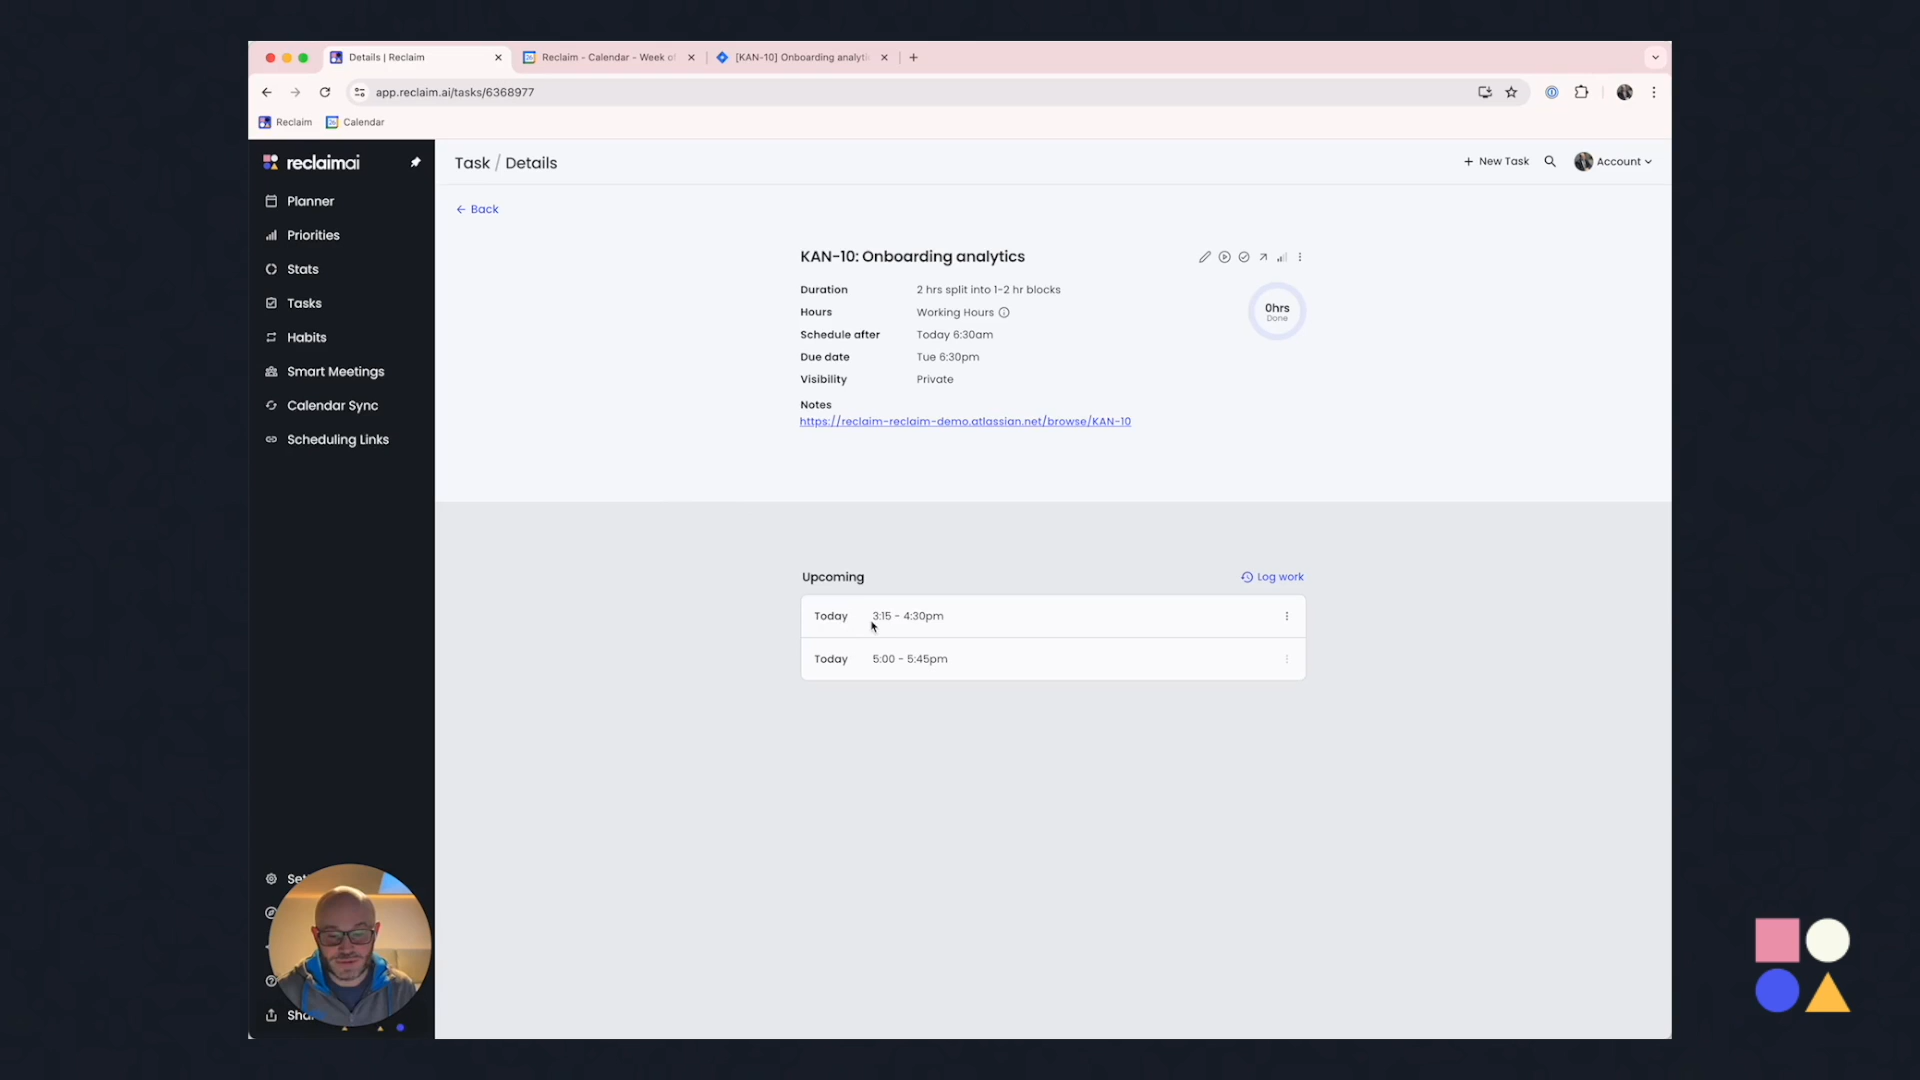 Details | Reclaim
Reclaim - Calendar - Week of
[KAN-10] Onboarding analyti
app.reclaim.ai/tasks/6368977
Reclaim
Calendar
reclaimai
Task / Details
+ New Task
Account
Planner
Priorities
Stats
Tasks
Habits
Smart Meetings
Calendar Sync
Scheduling Links
← Back
KAN-10: Onboarding analytics
Duration 2 hrs split into 1-2 hr blocks
Hours Working Hours
Schedule after Today 6:30am
Due date Tue 6:30pm
Visibility Private
Notes
https://reclaim-reclaim-demo.atlassian.net/browse/KAN-10
0hrs
Done
Upcoming
Log work
Today 3:15 - 4:30pm
Today 5:00 - 5:45pm